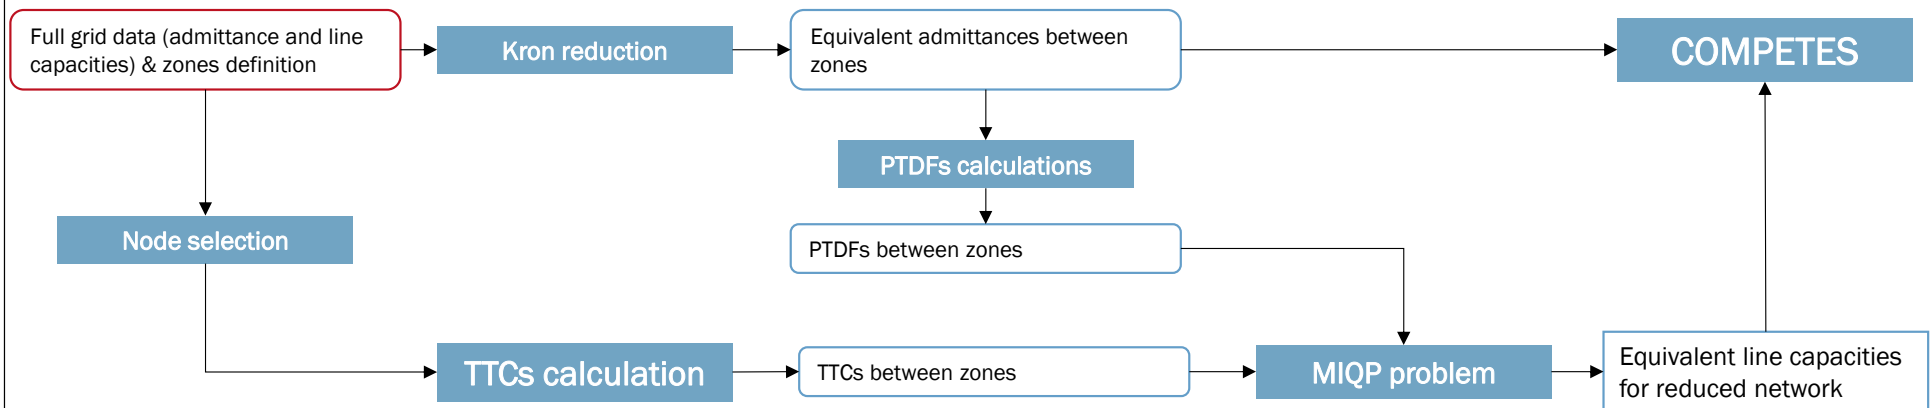 Full grid data (admittance and line
capacities) & zones definition
Kron reduction
Equivalent admittances between
zones
COMPETES
PTDFs calculations
Node selection
PTDFs between zones
TTCs calculation
TTCs between zones
MIQP problem
Equivalent line capacities
for reduced network